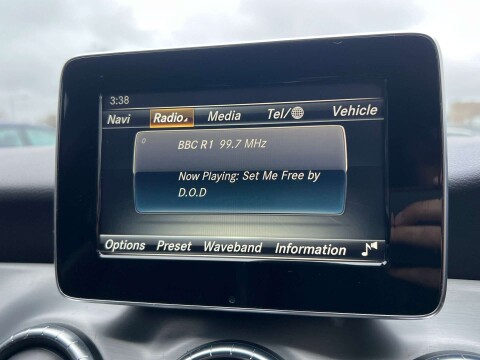 3:38
Navi Radio Media Tel/ Vehicle
0
BBC R1 99.7 MHz
Now Playing: Set Me Free by
D.O.D
Options Preset Waveband Information